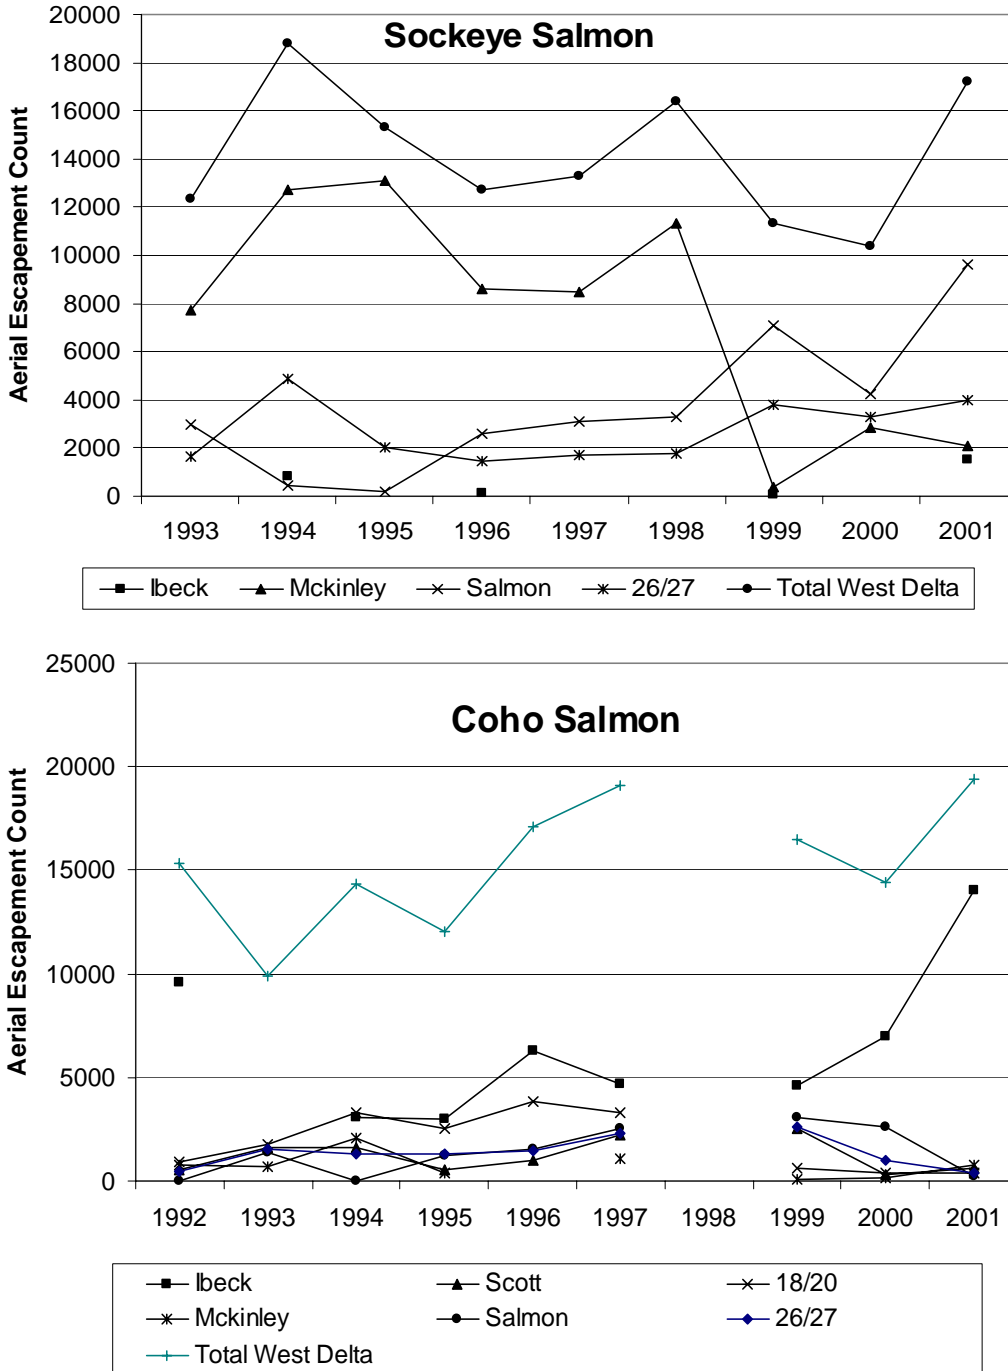 Sockeye Salmon
Aerial Escapement Count
20000
18000
16000
14000
12000
10000
8000
6000
4000
2000
0
1993 1994 1995 1996 1997 1998 1999 2000 2001
Ibeck Mckinley Salmon 26/27 Total West Delta
Coho Salmon
Aerial Escapement Count
25000
20000
15000
10000
5000
0
1992 1993 1994 1995 1996 1997 1998 1999 2000 2001
Ibeck Scott 18/20
Mckinley Salmon 26/27
Total West Delta